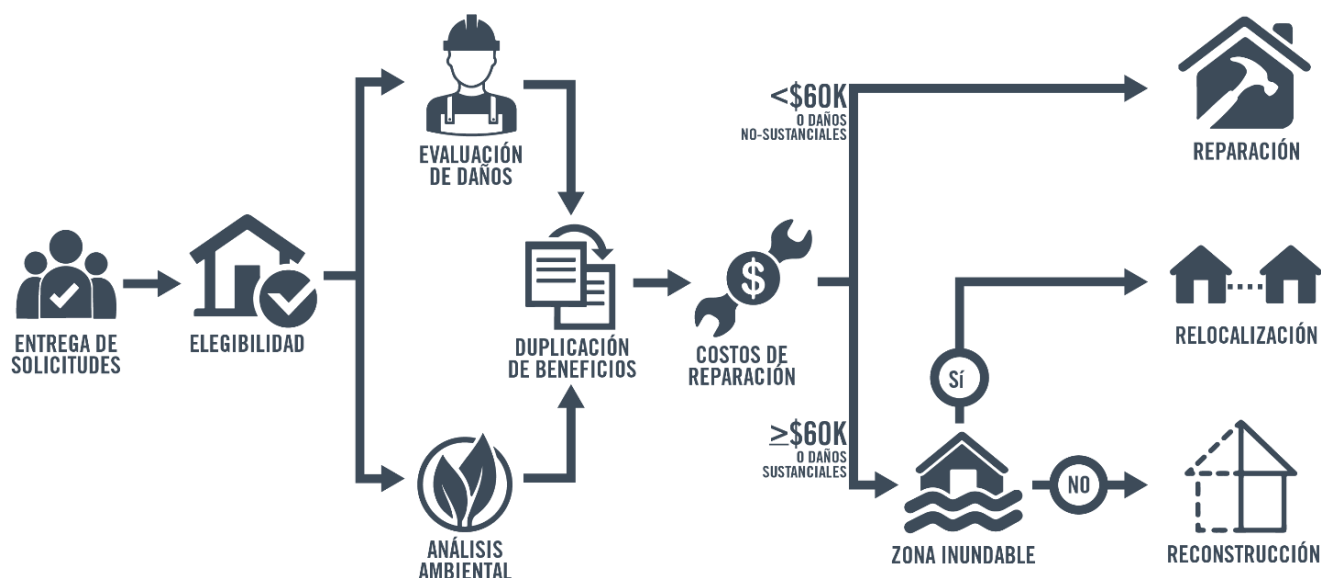 ENTREGA DE
SOLICITUDES
ELEGIBILIDAD
EVALUACIÓN
DE DAÑOS
ANÁLISIS
AMBIENTAL
DUPLICACIÓN
DE BENEFICIOS
$
COSTOS DE
REPARACIÓN
<$60K
O DAÑOS
NO-SUSTANCIALES
REPARACIÓN
≥$60K
O DAÑOS
SUSTANCIALES
ZONA INUNDABLE
Sí
RELOCALIZACIÓN
NO
RECONSTRUCCIÓN